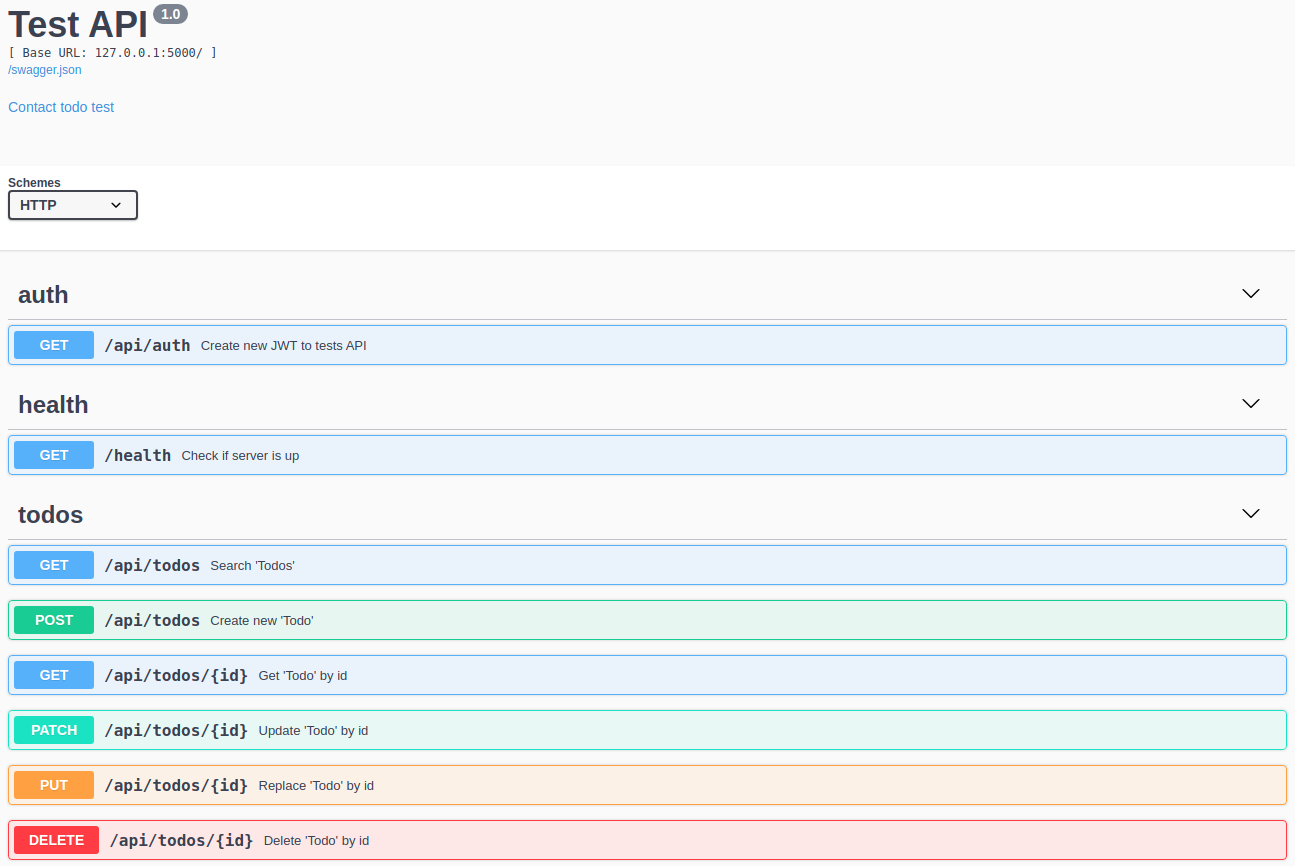 Test API 1.0
[ Base URL: 127.0.0.1:5000/ ]
/swagger.json
Contact todo test
Schemes
HTTP
auth
GET /api/auth Create new JWT to tests API
health
GET /health Check if server is up
todos
GET /api/todos Search 'Todos'
POST /api/todos Create new 'Todo'
GET /api/todos/{id} Get 'Todo' by id
PATCH /api/todos/{id} Update 'Todo' by id
PUT /api/todos/{id} Replace 'Todo' by id
DELETE /api/todos/{id} Delete 'Todo' by id